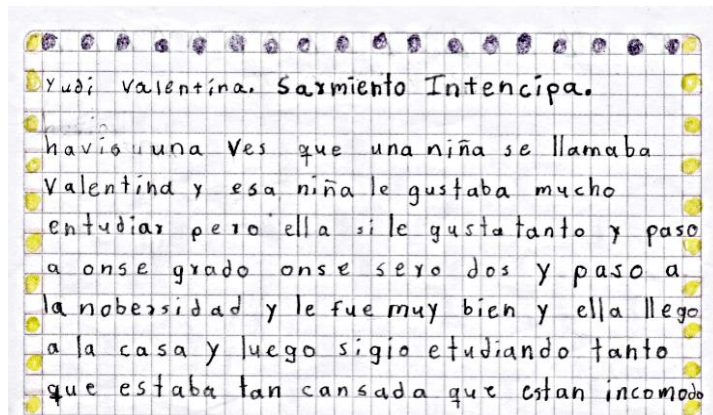 Yudi valentina. Sarmiento Intencipa.
havia una ves que una niña se llamaba
Valentina y esa niña le gustaba mucho
entudiar pero ella si le gusta tanto y paso
a onse grado onse sero dos y paso a
la nobersidad y le fue muy bien y ella llego
a la casa y luego sigio etudiando tanto
que estaba tan cansada que estan incomodo